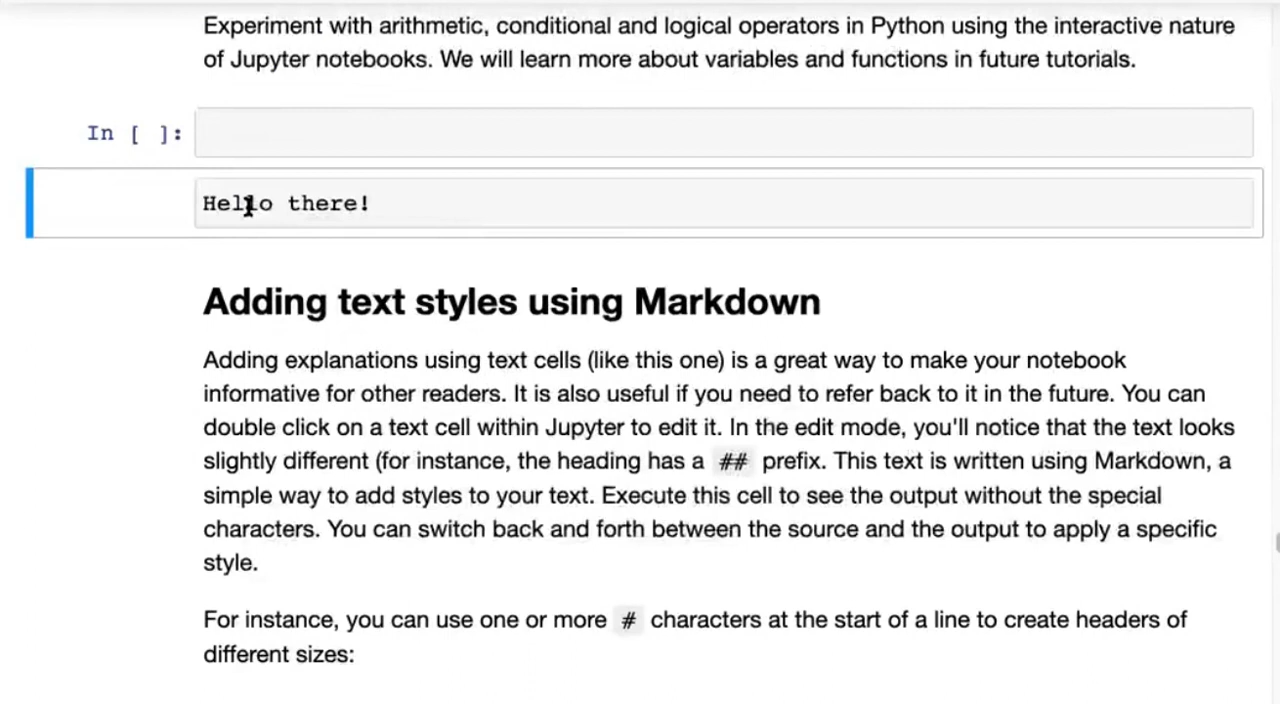 Experiment with arithmetic, conditional and logical operators in Python using the interactive nature
of Jupyter notebooks. We will learn more about variables and functions in future tutorials.
In [ ]:
Hello there!
Adding text styles using Markdown
Adding explanations using text cells (like this one) is a great way to make your notebook
informative for other readers. It is also useful if you need to refer back to it in the future. You can
double click on a text cell within Jupyter to edit it. In the edit mode, you'll notice that the text looks
slightly different (for instance, the heading has a ## prefix. This text is written using Markdown, a
simple way to add styles to your text. Execute this cell to see the output without the special
characters. You can switch back and forth between the source and the output to apply a specific
style.
For instance, you can use one or more # characters at the start of a line to create headers of
different sizes: